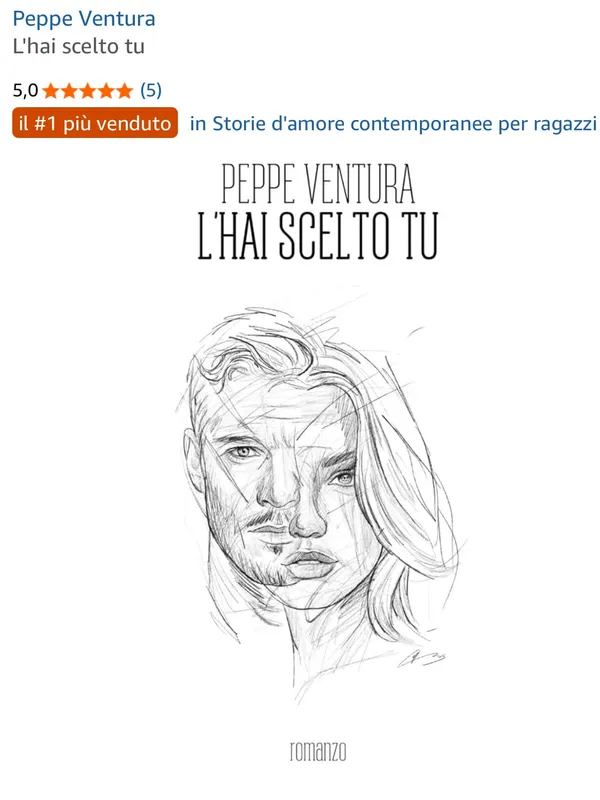 Peppe Ventura
L'hai scelto tu
5,0 (5)
il #1 più venduto in Storie d'amore contemporanee per ragazzi
PEPPE VENTURA
L'HAI SCELTO TU
romanzo